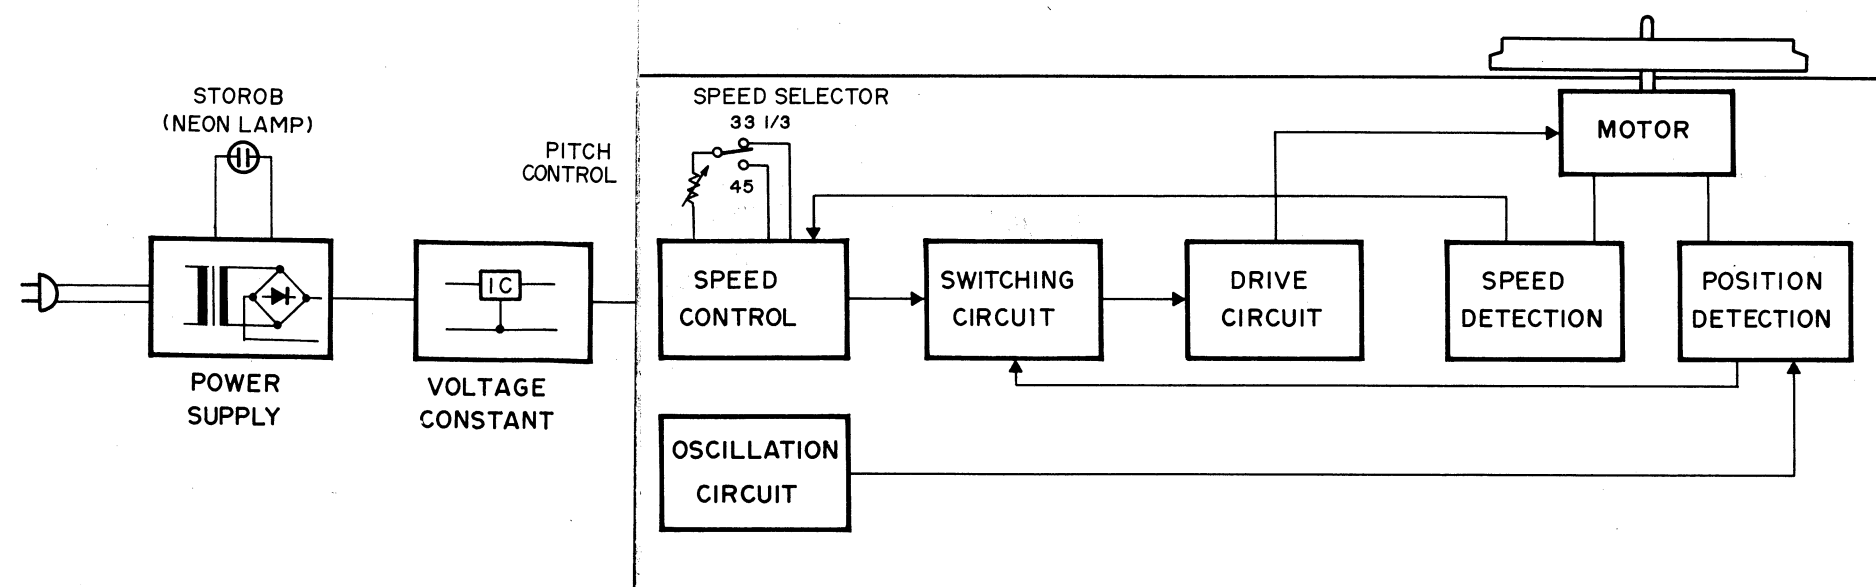 STOROB
(NEON LAMP)
PITCH
CONTROL
SPEED SELECTOR
33 1/3
45
MOTOR
IC
POWER
SUPPLY
VOLTAGE
CONSTANT
SPEED
CONTROL
SWITCHING
CIRCUIT
DRIVE
CIRCUIT
SPEED
DETECTION
POSITION
DETECTION
OSCILLATION
CIRCUIT